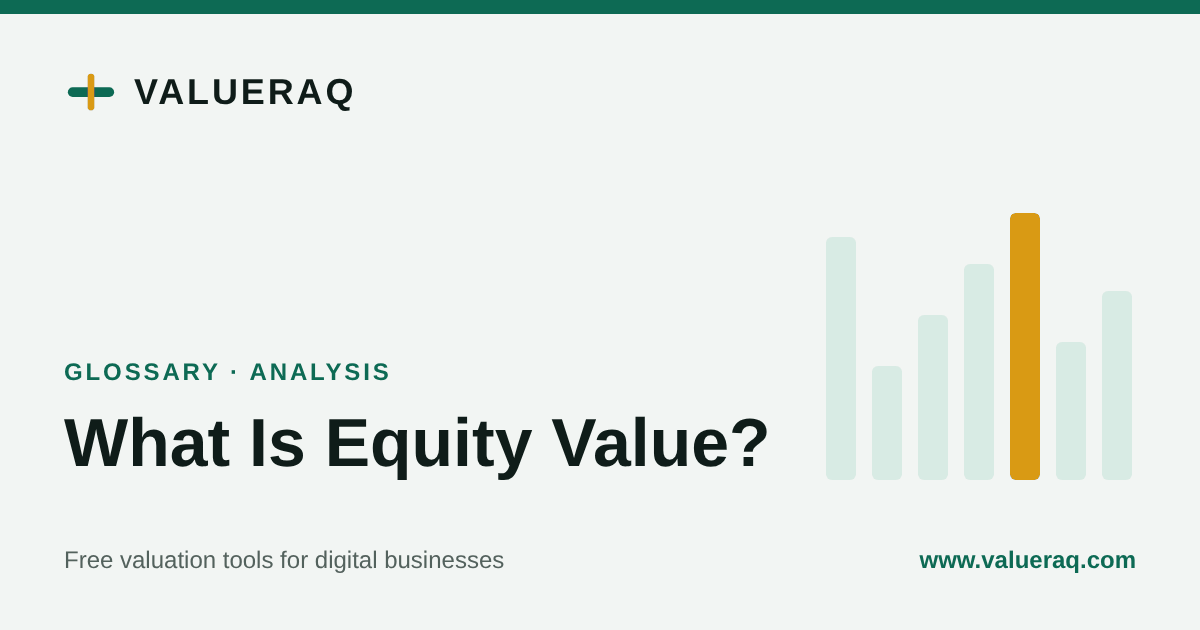 VALUERAQ
GLOSSARY · ANALYSIS
What Is Equity Value?
Free valuation tools for digital businesses
www.valueraq.com